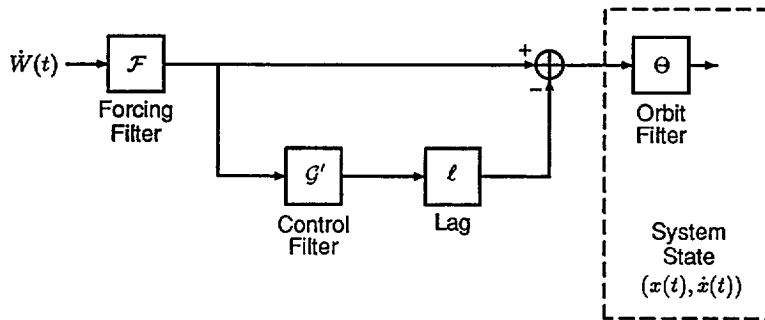 Ẇ(t)
ℱ
Forcing
Filter
+
−
𝒢′
Control
Filter
ℓ
Lag
Θ
Orbit
Filter
System
State
(x(t), ẋ(t))